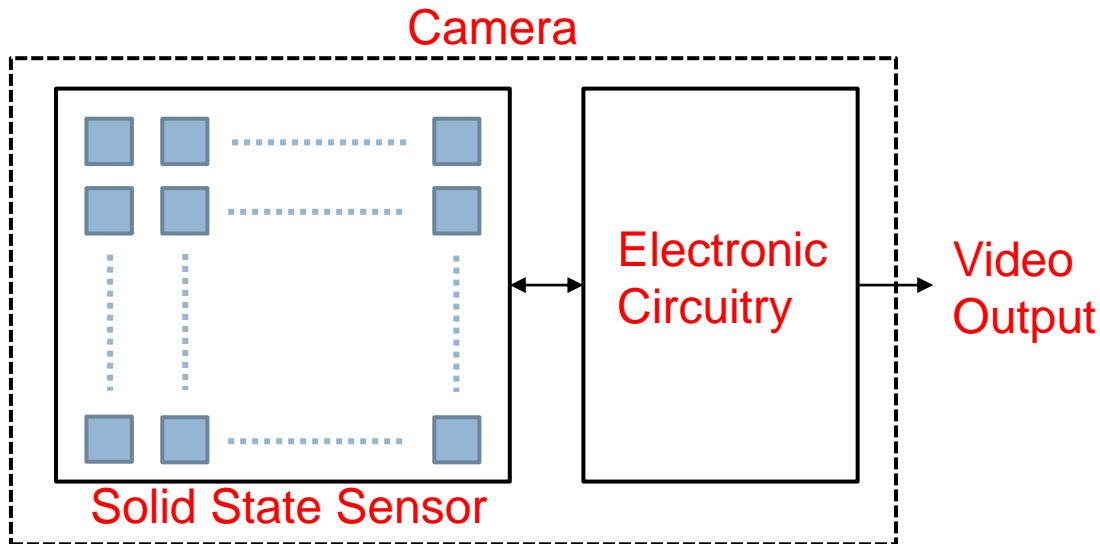 Camera
Electronic
Circuitry
Video
Output
Solid State Sensor